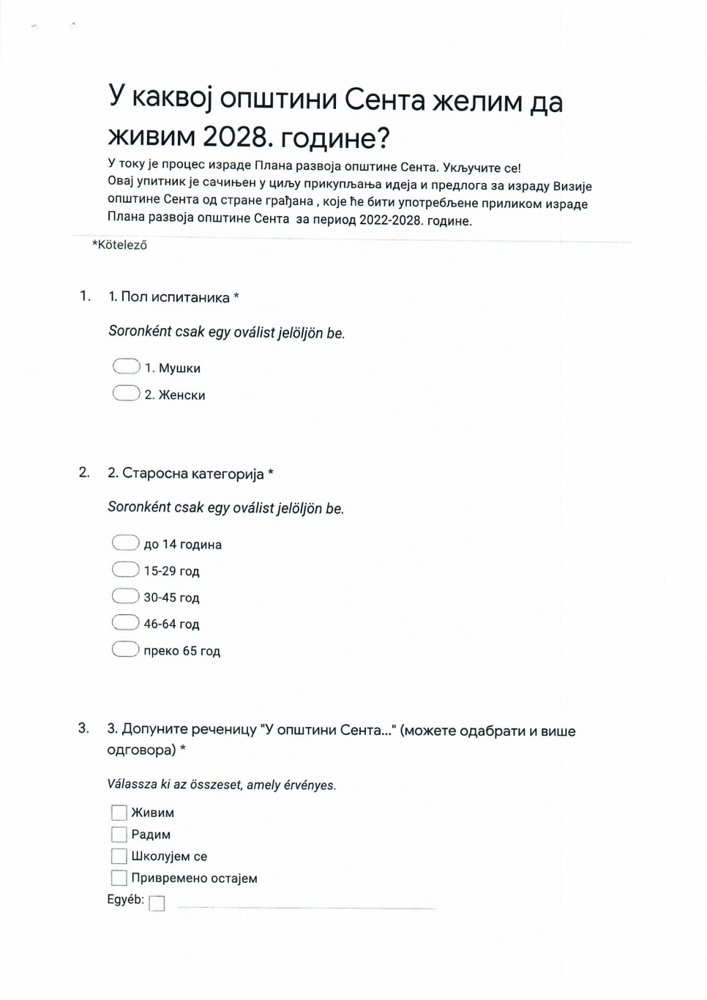 У каквој општини Сента желим да
живим 2028. године?
У току је процес израде Плана развоја општине Сента. Укључите се!
Овај упитник је сачињен у циљу прикупљања идеја и предлога за израду Визије
општине Сента од стране грађана , које ће бити употребљене приликом израде
Плана развоја општине Сента за период 2022-2028. године.
*Kötelező
1. 1. Пол испитаника *
Soronként csak egy oválist jelöljön be.
1. Мушки
2. Женски
2. 2. Старосна категорија *
Soronként csak egy oválist jelöljön be.
до 14 година
15-29 год
30-45 год
46-64 год
преко 65 год
3. 3. Допуните реченицу "У општини Сента..." (можете одабрати и више
одговора) *
Válassza ki az összeset, amely érvényes.
Живим
Радим
Школујем се
Привремено остајем
Egyéb: